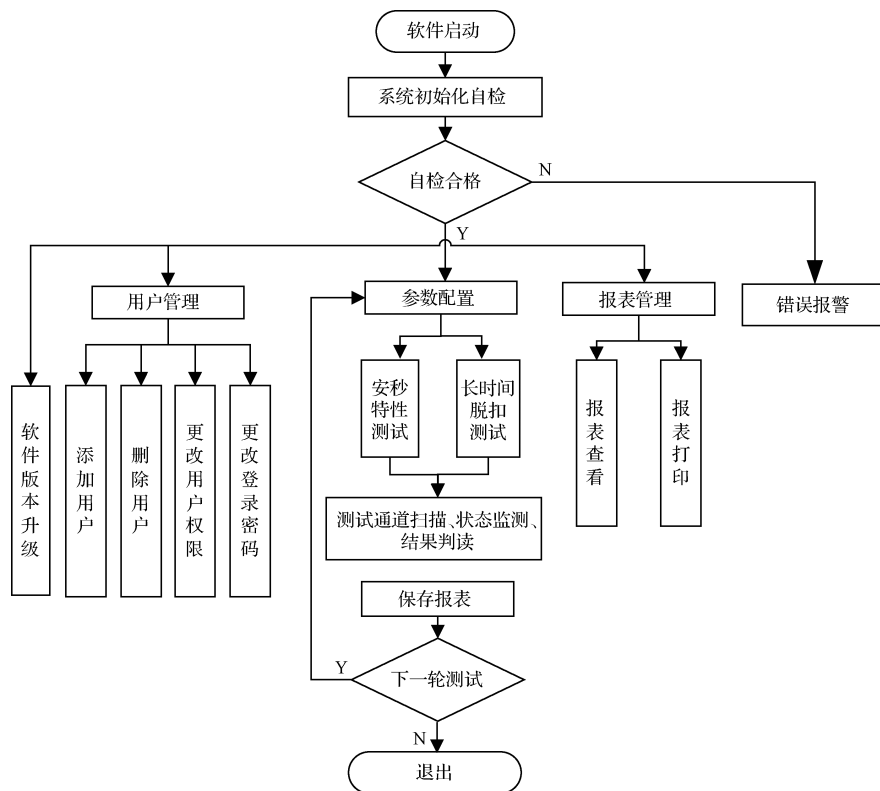 软件启动
系统初始化自检
自检合格
N
Y
用户管理
参数配置
报表管理
错误报警
软件版本升级
添加用户
删除用户
更改用户权限
更改登录密码
安秒
特性
测试
长时间
脱扣
测试
报表查看
报表打印
测试通道扫描、状态监测、
结果判读
保存报表
下一轮测试
Y
N
退出